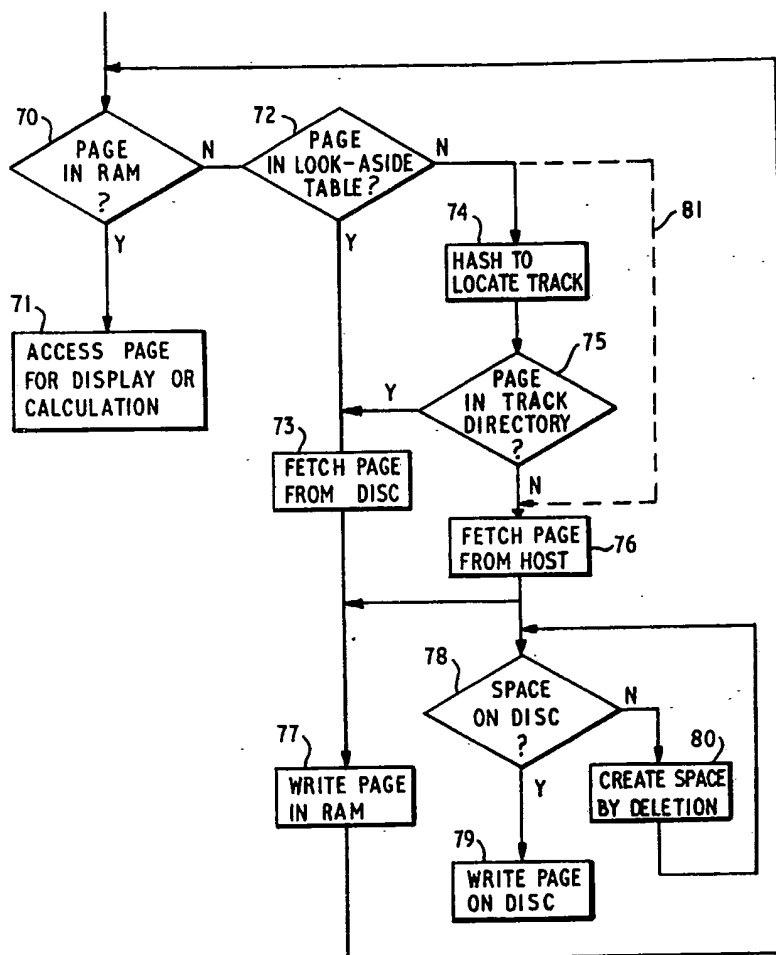 70
PAGE
IN RAM
?
N
Y
72
PAGE
IN LOOK-ASIDE
TABLE?
N
Y
81
74
HASH TO
LOCATE TRACK
71
ACCESS PAGE
FOR DISPLAY OR
CALCULATION
75
PAGE
IN TRACK
DIRECTORY
?
Y
N
73
FETCH PAGE
FROM DISC
FETCH PAGE
FROM HOST
76
78
SPACE
ON DISC
?
N
Y
77
WRITE PAGE
IN RAM
80
CREATE SPACE
BY DELETION
79
WRITE PAGE
ON DISC